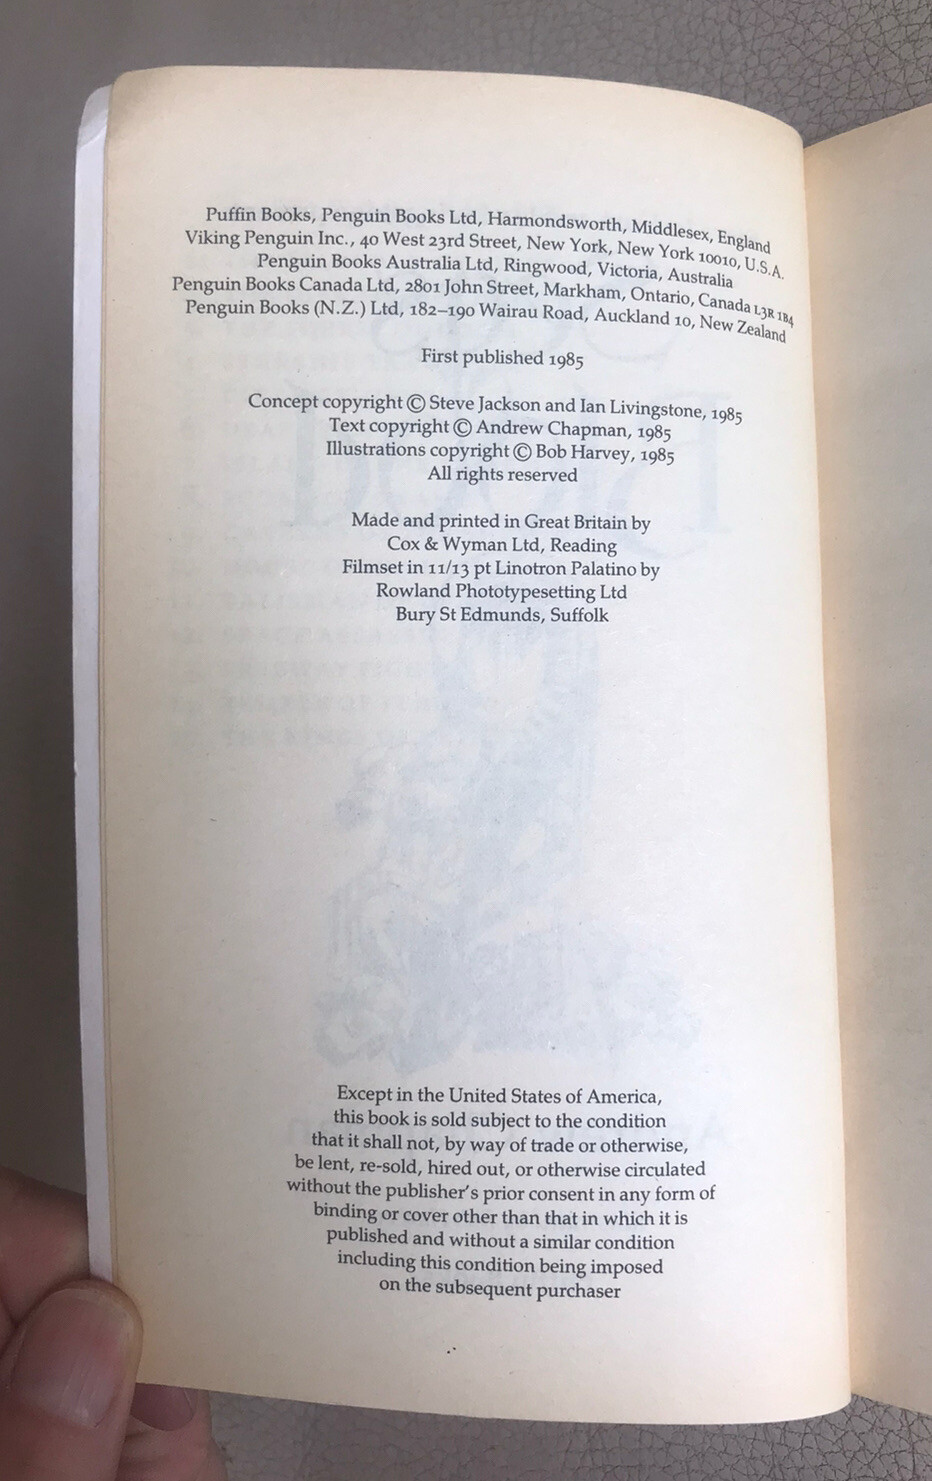 Puffin Books, Penguin Books Ltd, Harmondsworth, Middlesex, England
Viking Penguin Inc., 40 West 23rd Street, New York, New York 10010, U.S.A.
Penguin Books Australia Ltd, Ringwood, Victoria, Australia
Penguin Books Canada Ltd, 2801 John Street, Markham, Ontario, Canada L3R 1B4
Penguin Books (N.Z.) Ltd, 182–190 Wairau Road, Auckland 10, New Zealand
First published 1985
Concept copyright © Steve Jackson and Ian Livingstone, 1985
Text copyright © Andrew Chapman, 1985
Illustrations copyright © Bob Harvey, 1985
All rights reserved
Made and printed in Great Britain by
Cox & Wyman Ltd, Reading
Filmset in 11/13 pt Linotron Palatino by
Rowland Phototypesetting Ltd
Bury St Edmunds, Suffolk
Except in the United States of America,
this book is sold subject to the condition
that it shall not, by way of trade or otherwise,
be lent, re-sold, hired out, or otherwise circulated
without the publisher's prior consent in any form of
binding or cover other than that in which it is
published and without a similar condition
including this condition being imposed
on the subsequent purchaser